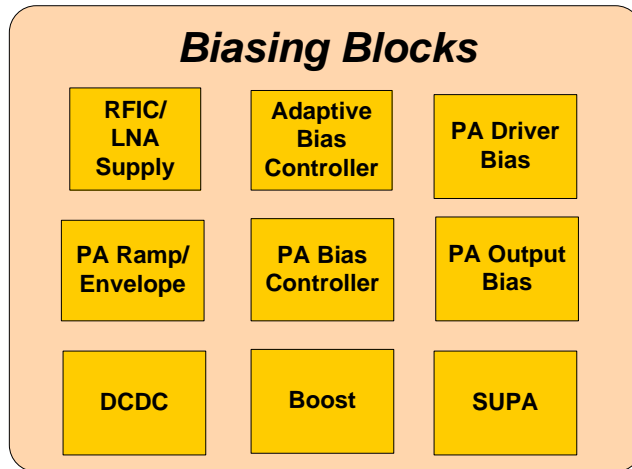 Biasing Blocks
RFIC/
LNA
Supply
Adaptive
Bias
Controller
PA Driver
Bias
PA Ramp/
Envelope
PA Bias
Controller
PA Output
Bias
DCDC
Boost
SUPA